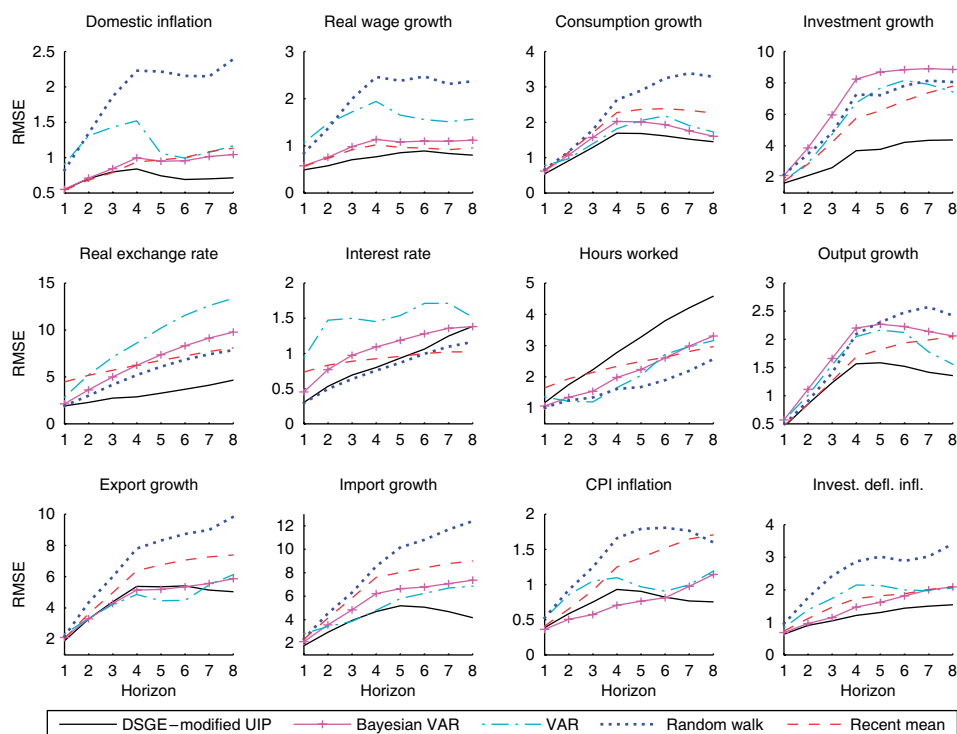 Domestic inflation
Real wage growth
Consumption growth
Investment growth
RMSE
2.5
2
1.5
1
0.5
1 2 3 4 5 6 7 8
3
2
1
0
1 2 3 4 5 6 7 8
4
3
2
1
0
1 2 3 4 5 6 7 8
10
8
6
4
2
1 2 3 4 5 6 7 8
Real exchange rate
Interest rate
Hours worked
Output growth
RMSE
15
10
5
0
1 2 3 4 5 6 7 8
2
1.5
1
0.5
0
1 2 3 4 5 6 7 8
5
4
3
2
1
1 2 3 4 5 6 7 8
3
2.5
2
1.5
1
0.5
1 2 3 4 5 6 7 8
Export growth
Import growth
CPI inflation
Invest. defl. infl.
RMSE
10
8
6
4
2
1 2 3 4 5 6 7 8
Horizon
12
10
8
6
4
2
1 2 3 4 5 6 7 8
Horizon
2
1.5
1
0.5
0
1 2 3 4 5 6 7 8
Horizon
4
3
2
1
0
1 2 3 4 5 6 7 8
Horizon
DSGE−modified UIP
Bayesian VAR
VAR
Random walk
Recent mean